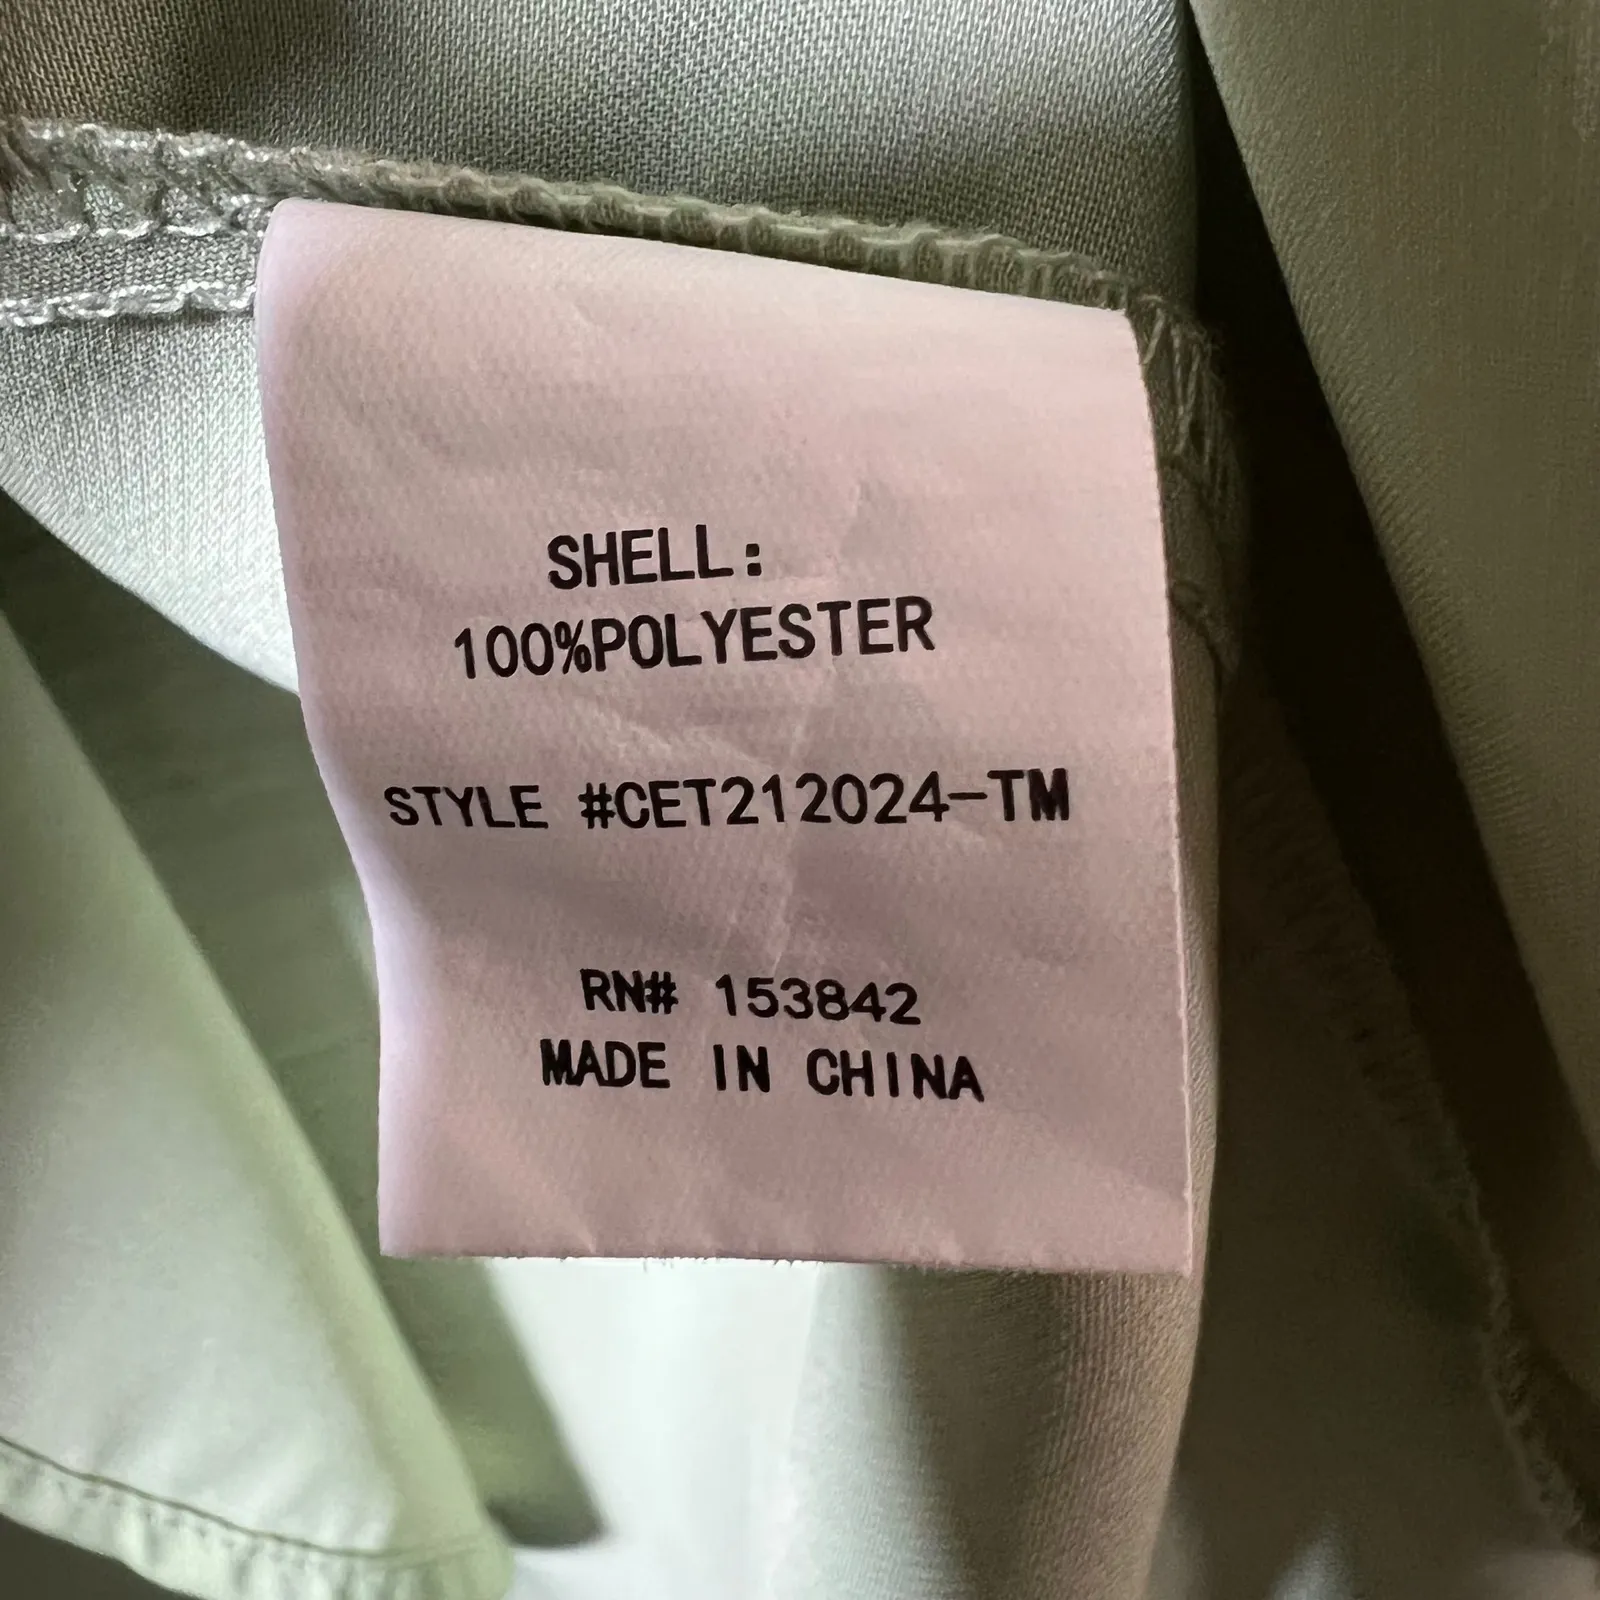 SHELL:
100%POLYESTER
STYLE #CET212024-TM
RN# 153842
MADE IN CHINA